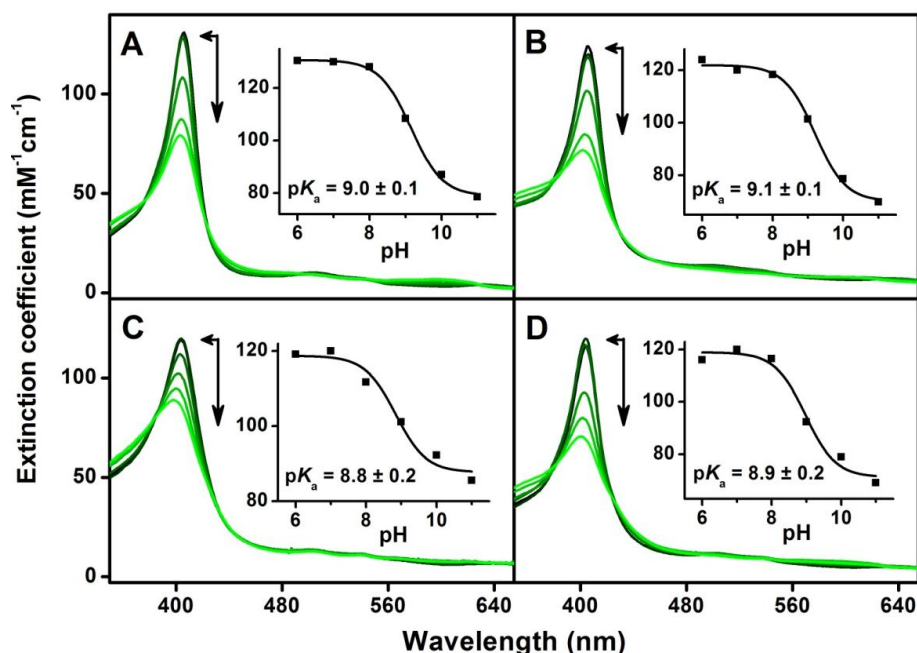 Extinction coefficient (mM⁻¹cm⁻¹)
A
130
120
100
80
pKₐ = 9.0 ± 0.1
6 8 10
pH
100
50
0
B
120
100
80
pKₐ = 9.1 ± 0.1
6 8 10
pH
C
120
100
80
pKₐ = 8.8 ± 0.2
6 8 10
pH
100
50
0
400 480 560 640
D
120
100
80
pKₐ = 8.9 ± 0.2
6 8 10
pH
400 480 560 640
Wavelength (nm)